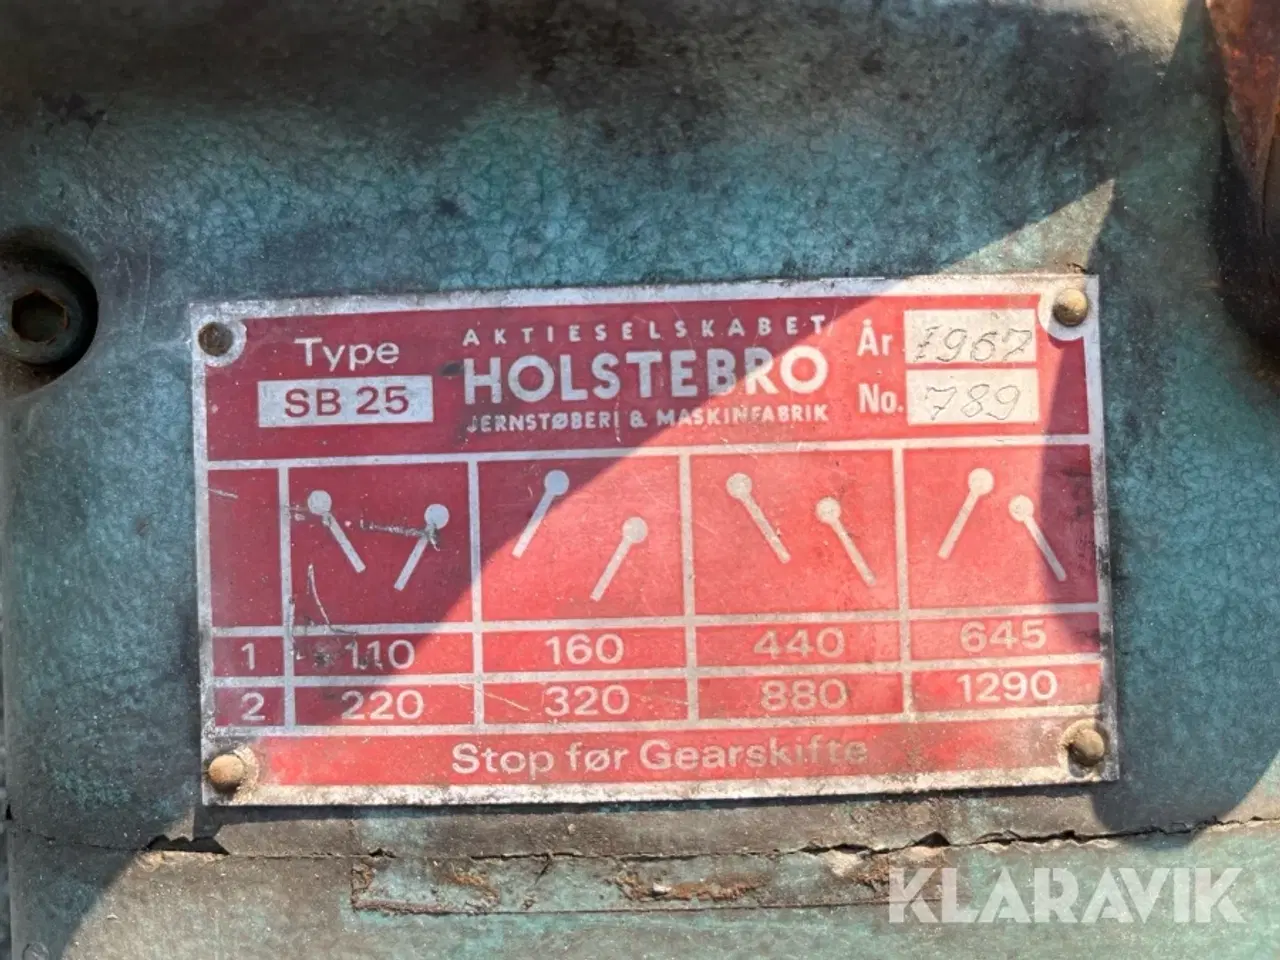 Type
SB 25
AKTIESELSKABET
HOLSTEBRO
JERNSTØBERI & MASKINFABRIK
År 1967
No. 789
1 110 160 440 645
2 220 320 880 1290
Stop før Gearskifte
KLARAVIK